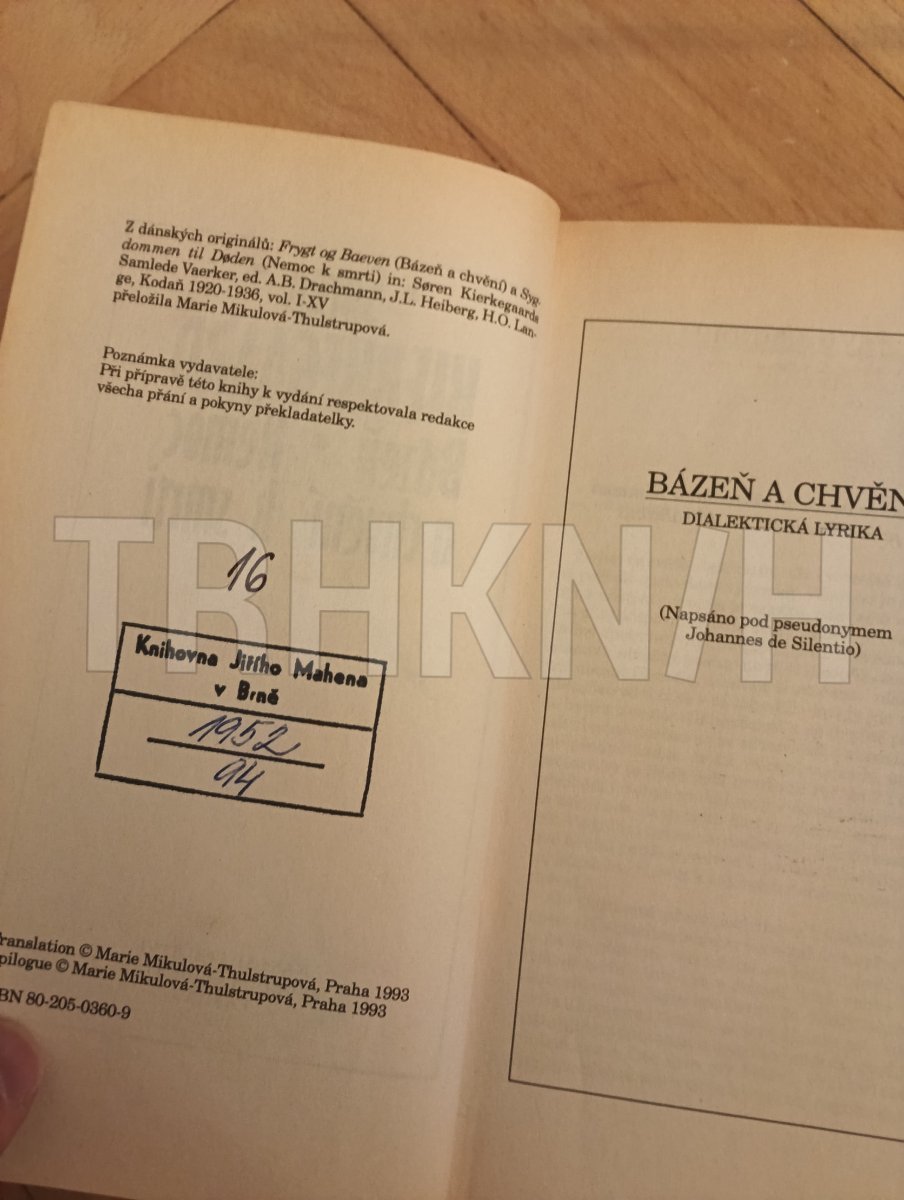 Z dánských originálů: Frygt og Baeven (Bázeň a chvění) a Syg-
dommen til Døden (Nemoc k smrti) in: Søren Kierkegaards
Samlede Vaerker, ed. A.B. Drachmann, J.L. Heiberg, H.O. Lan-
ge, Kodaň 1920-1936, vol. I-XV
přeložila Marie Mikulová-Thulstrupová.
Poznámka vydavatele:
Při přípravě této knihy k vydání respektovala redakce
všecha přání a pokyny překladatelky.
16
Knihovna Jiřího Mahena
v Brně
1952
94
ranslation © Marie Mikulová-Thulstrupová, Praha 1993
pilogue © Marie Mikulová-Thulstrupová, Praha 1993
BN 80-205-0360-9
BÁZEŇ A CHVĚN
DIALEKTICKÁ LYRIKA
(Napsáno pod pseudonymem
Johannes de Silentio)
TBHKN/H